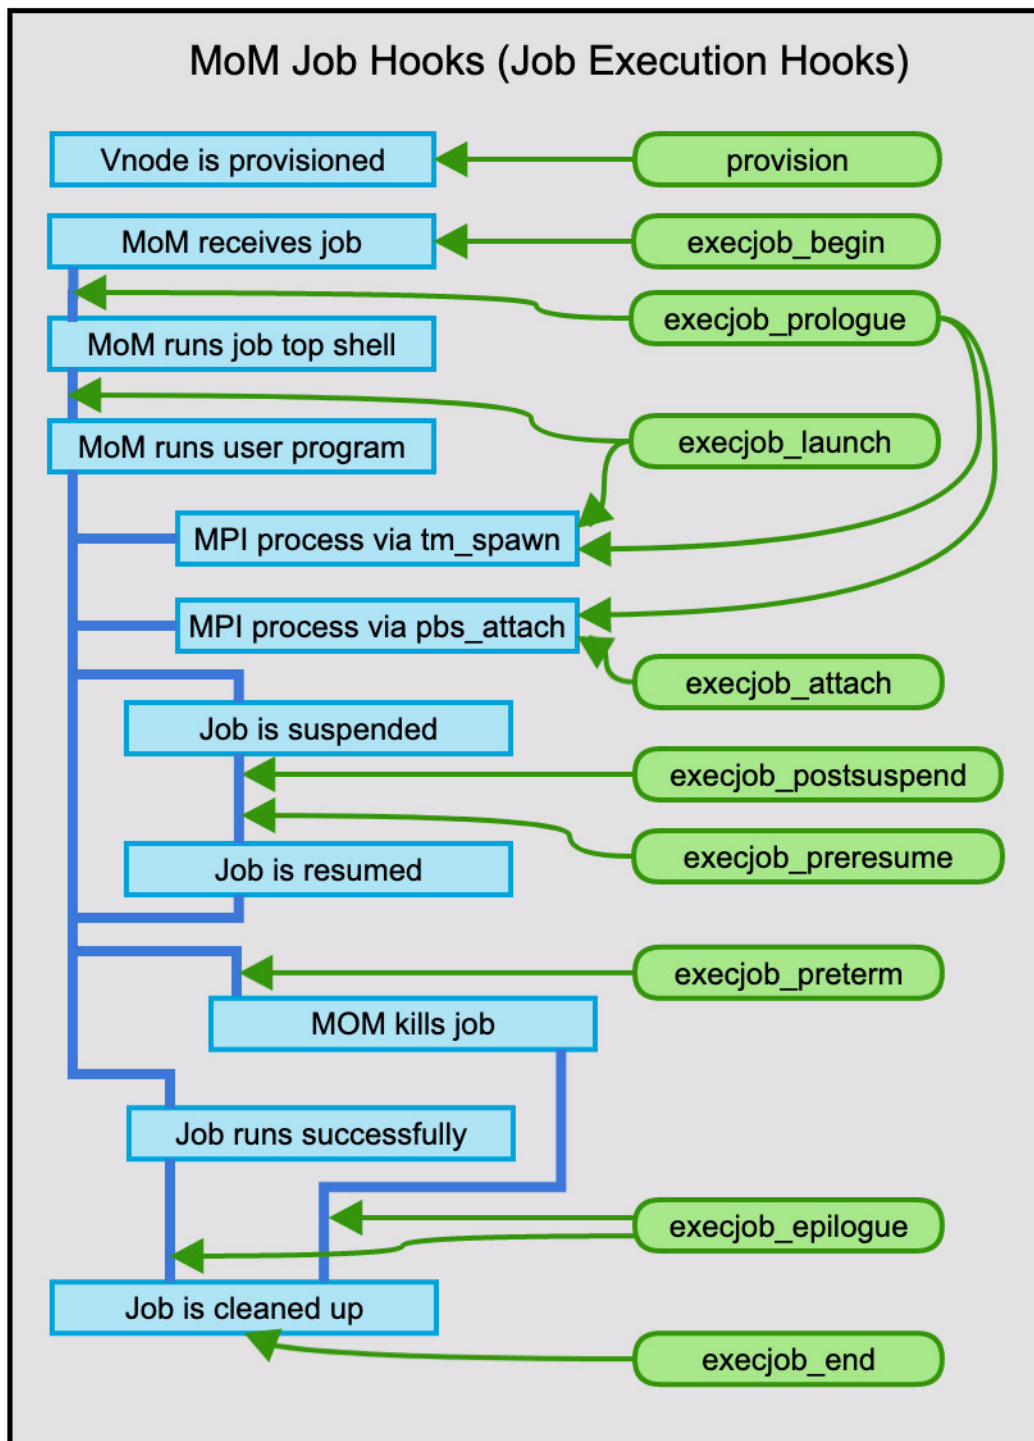 MoM Job Hooks (Job Execution Hooks)
Vnode is provisioned
provision
MoM receives job
execjob_begin
execjob_prologue
MoM runs job top shell
MoM runs user program
execjob_launch
MPI process via tm_spawn
MPI process via pbs_attach
execjob_attach
Job is suspended
execjob_postsuspend
execjob_preresume
Job is resumed
execjob_preterm
MOM kills job
Job runs successfully
execjob_epilogue
Job is cleaned up
execjob_end